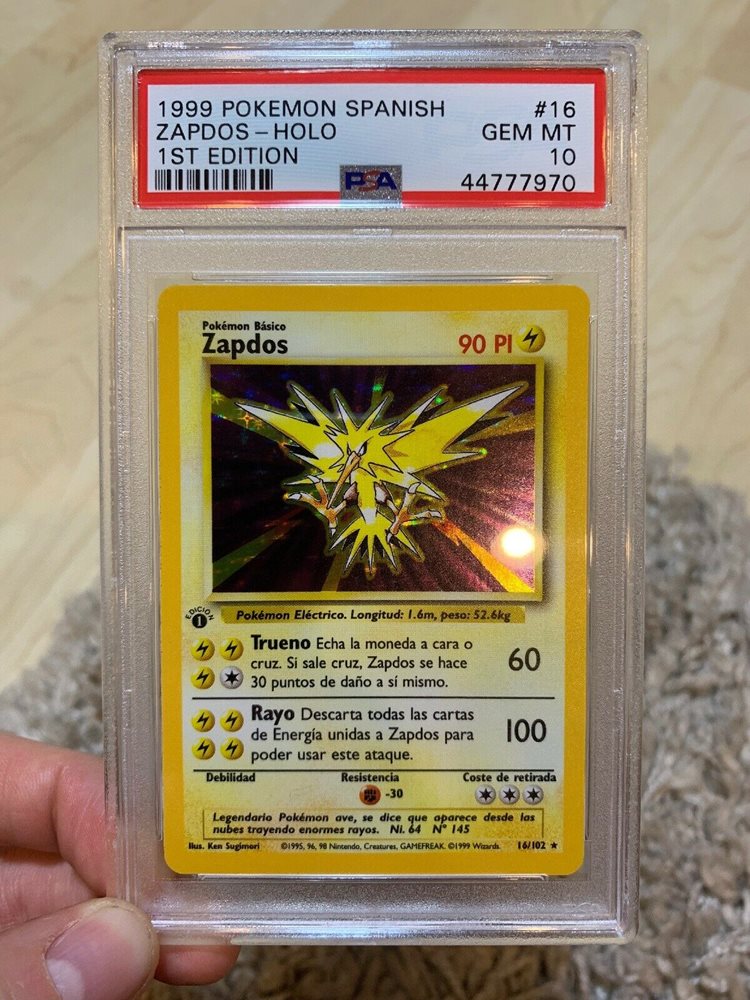 1999 POKEMON SPANISH #16
ZAPDOS - HOLO GEM MT
1ST EDITION 10
PSA 44777970
Pokémon Básico
Zapdos 90 PI
EDICIÓN 1
Pokémon Eléctrico. Longitud: 1.6m, peso: 52.6kg
Trueno Echa la moneda a cara o
cruz. Si sale cruz, Zapdos se hace
30 puntos de daño a sí mismo.
60
Rayo Descarta todas las cartas
de Energía unidas a Zapdos para
poder usar este ataque.
100
Debilidad Resistencia Coste de retirada
-30
Legendario Pokémon ave, se dice que aparece desde las
nubes trayendo enormes rayos. Ni. 64 Nº 145
Ilus. Ken Sugimori ©1995, 96, 98 Nintendo, Creatures, GAMEFREAK. ©1999 Wizards. 16/102 ★